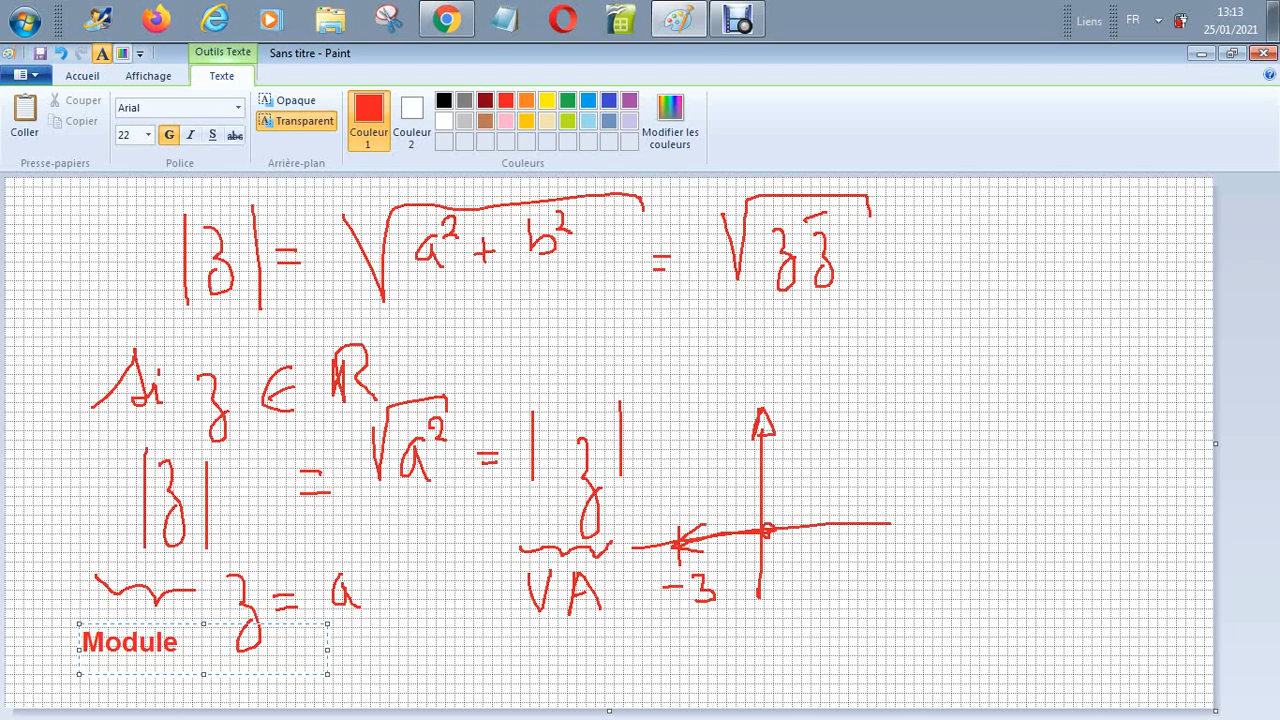 13:13
Liens FR
25/01/2021
Outils Texte Sans titre - Paint
Accueil Affichage Texte
Couper Arial Opaque
Copier 22 G I S abc Transparent
Coller Couleur 1 Couleur 2 Modifier les couleurs
Presse-papiers Police Arrière-plan Couleurs
|z| = √(a² + b²) = √(z z̄)
Si z ∈ ℝ
|z| = √(a²) = |z|
z = a VA -3
Module